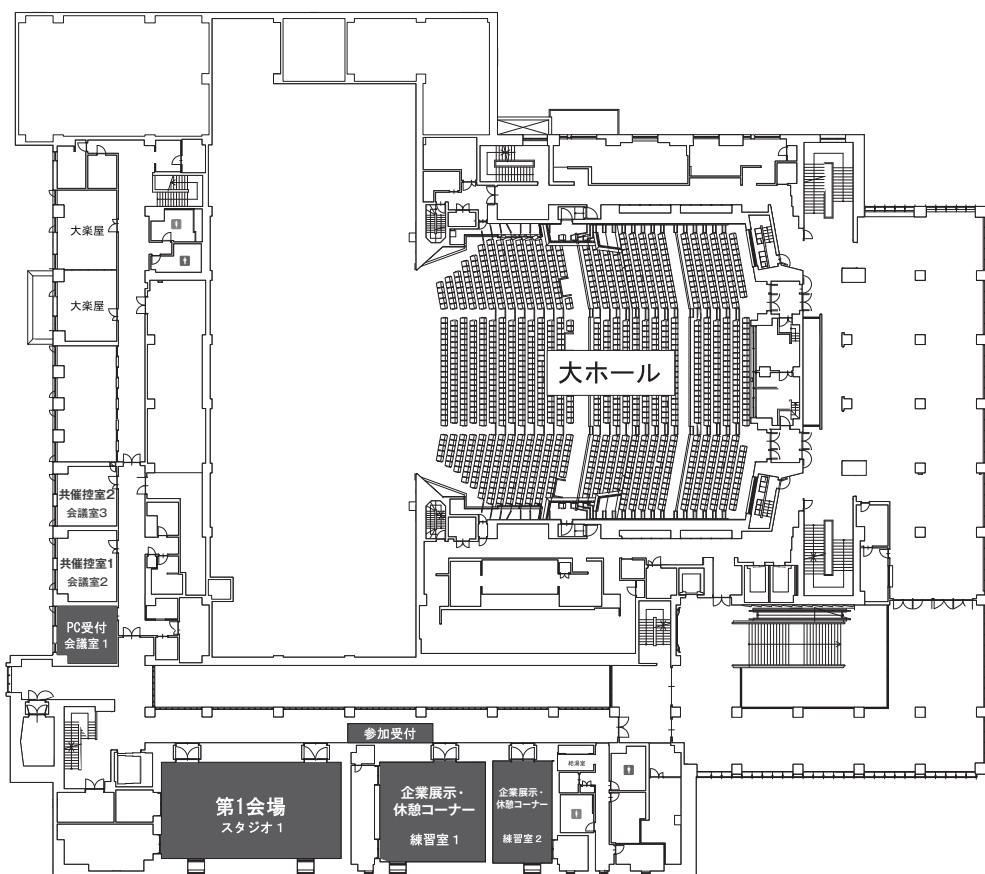 大楽屋
大楽屋
大ホール
共催控室2
会議室3
共催控室1
会議室2
PC受付
会議室1
参加受付
給湯室
第1会場
スタジオ1
企業展示・
休憩コーナー
練習室1
企業展示・
休憩コーナー
練習室2